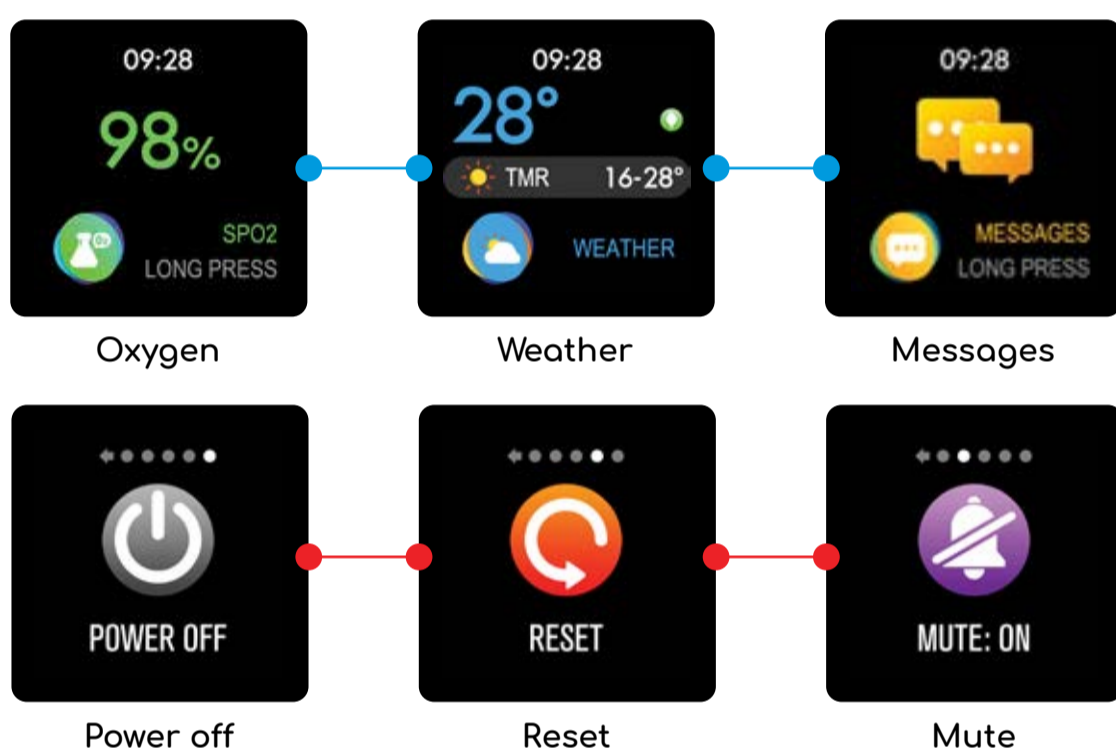 09:28
98%
SPO2
LONG PRESS
Oxygen
09:28
28°
TMR 16-28°
WEATHER
Weather
09:28
MESSAGES
LONG PRESS
Messages
POWER OFF
Power off
RESET
Reset
MUTE: ON
Mute